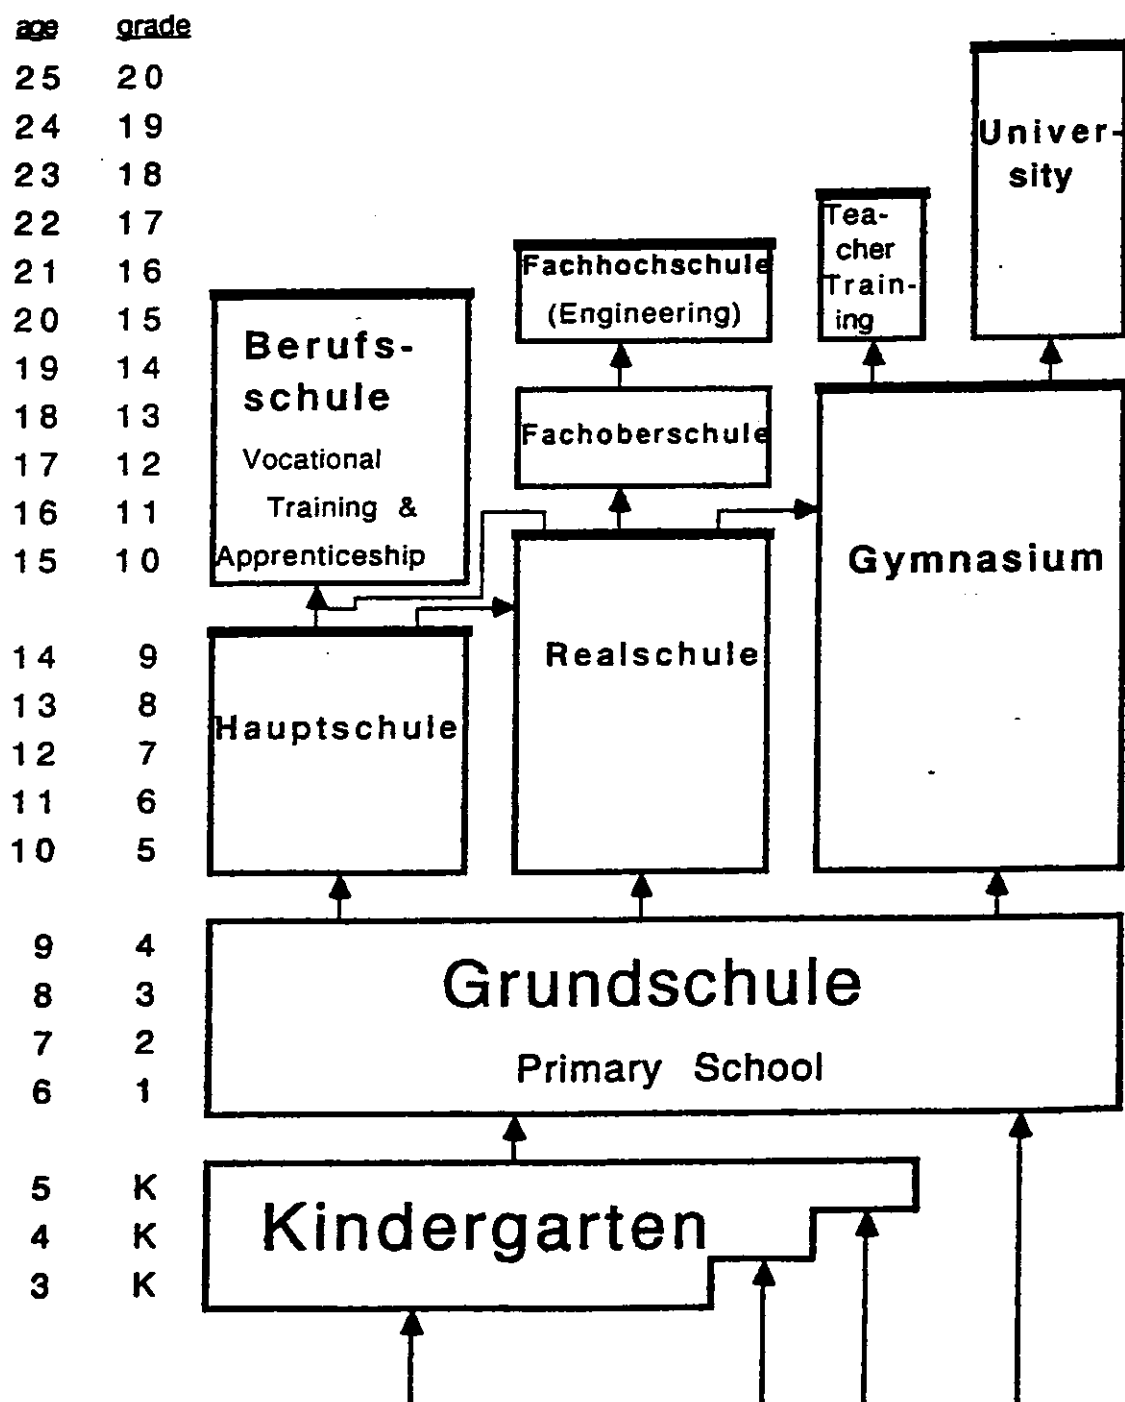 age grade
25 20
24 19
23 18
22 17
21 16
20 15
19 14
18 13
17 12
16 11
15 10
14 9
13 8
12 7
11 6
10 5
9 4
8 3
7 2
6 1
5 K
4 K
3 K
Univer-
sity
Tea-
cher
Train-
ing
Fachhochschule
(Engineering)
Berufs-
schule
Vocational
Training &
Apprenticeship
Fachoberschule
Gymnasium
Realschule
Hauptschule
Grundschule
Primary School
Kindergarten